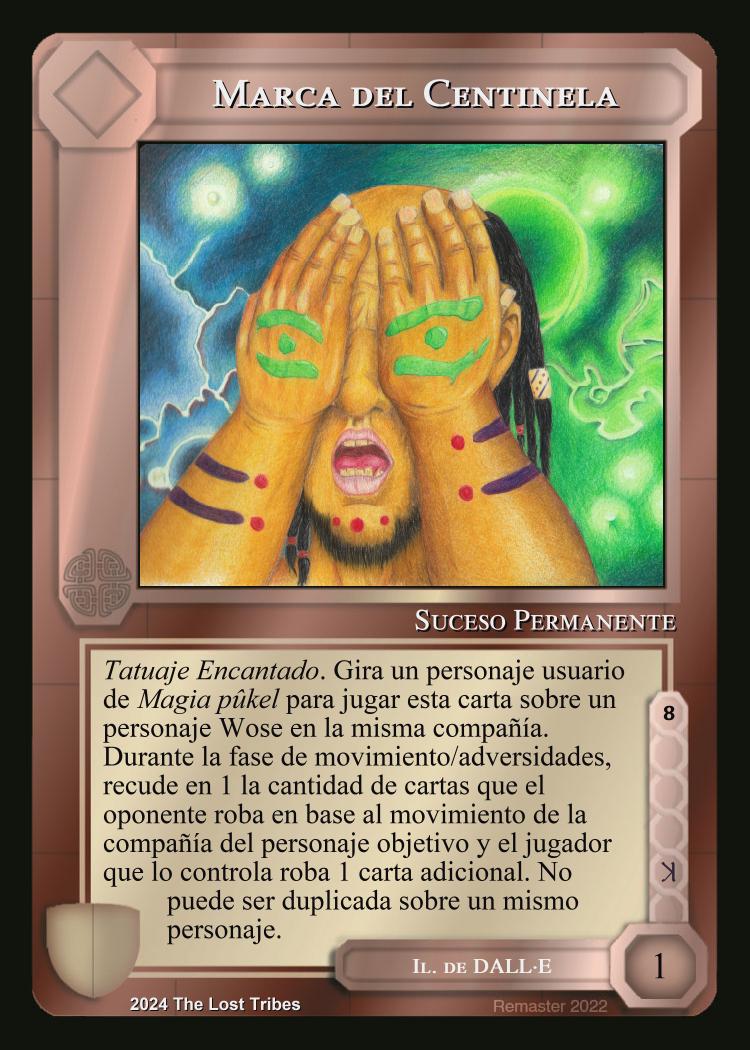 Marca del Centinela
Suceso Permanente
Tatuaje Encantado. Gira un personaje usuario
de Magia pûkel para jugar esta carta sobre un
personaje Wose en la misma compañía.
Durante la fase de movimiento/adversidades,
recude en 1 la cantidad de cartas que el
oponente roba en base al movimiento de la
compañía del personaje objetivo y el jugador
que lo controla roba 1 carta adicional. No
puede ser duplicada sobre un mismo
personaje.
8
Il. de DALL·E
1
2024 The Lost Tribes
Remaster 2022